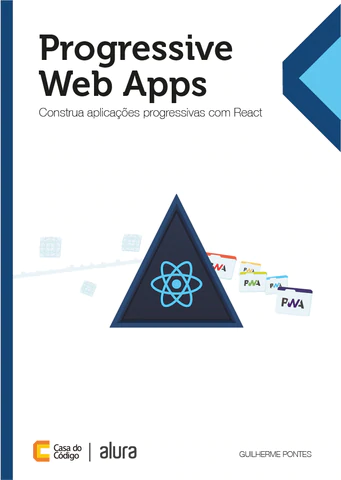 Progressive
Web Apps
Construa aplicações progressivas com React
PWA
PWA
PWA
PWA
Casa do
Código
alura
GUILHERME PONTES